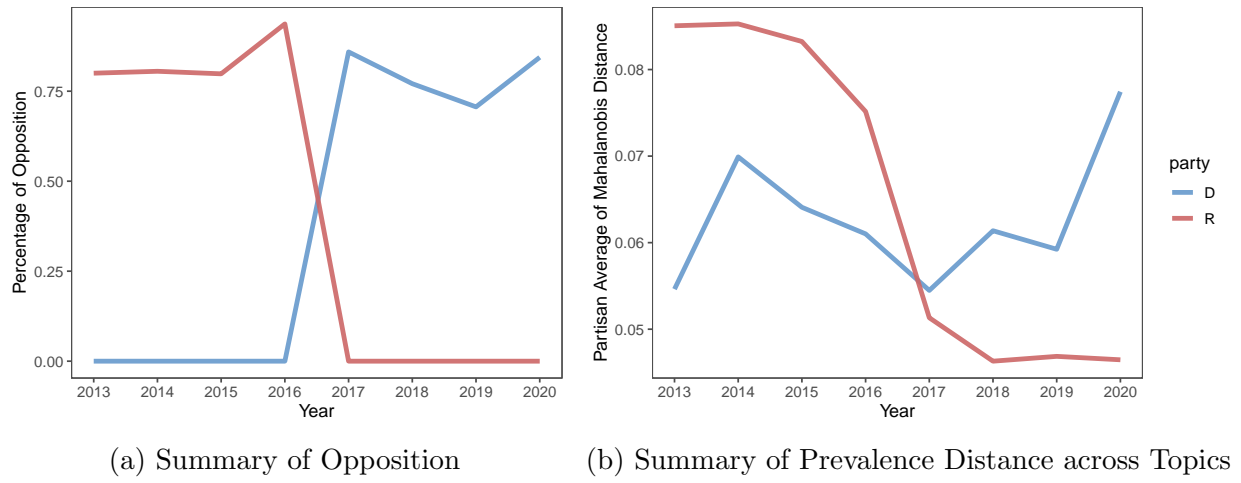 Percentage of Opposition
0.75
0.50
0.25
0.00
2013 2014 2015 2016 2017 2018 2019 2020
Year
(a) Summary of Opposition
Partisan Average of Mahalanobis Distance
0.08
0.07
0.06
0.05
2013 2014 2015 2016 2017 2018 2019 2020
Year
party
D
R
(b) Summary of Prevalence Distance across Topics